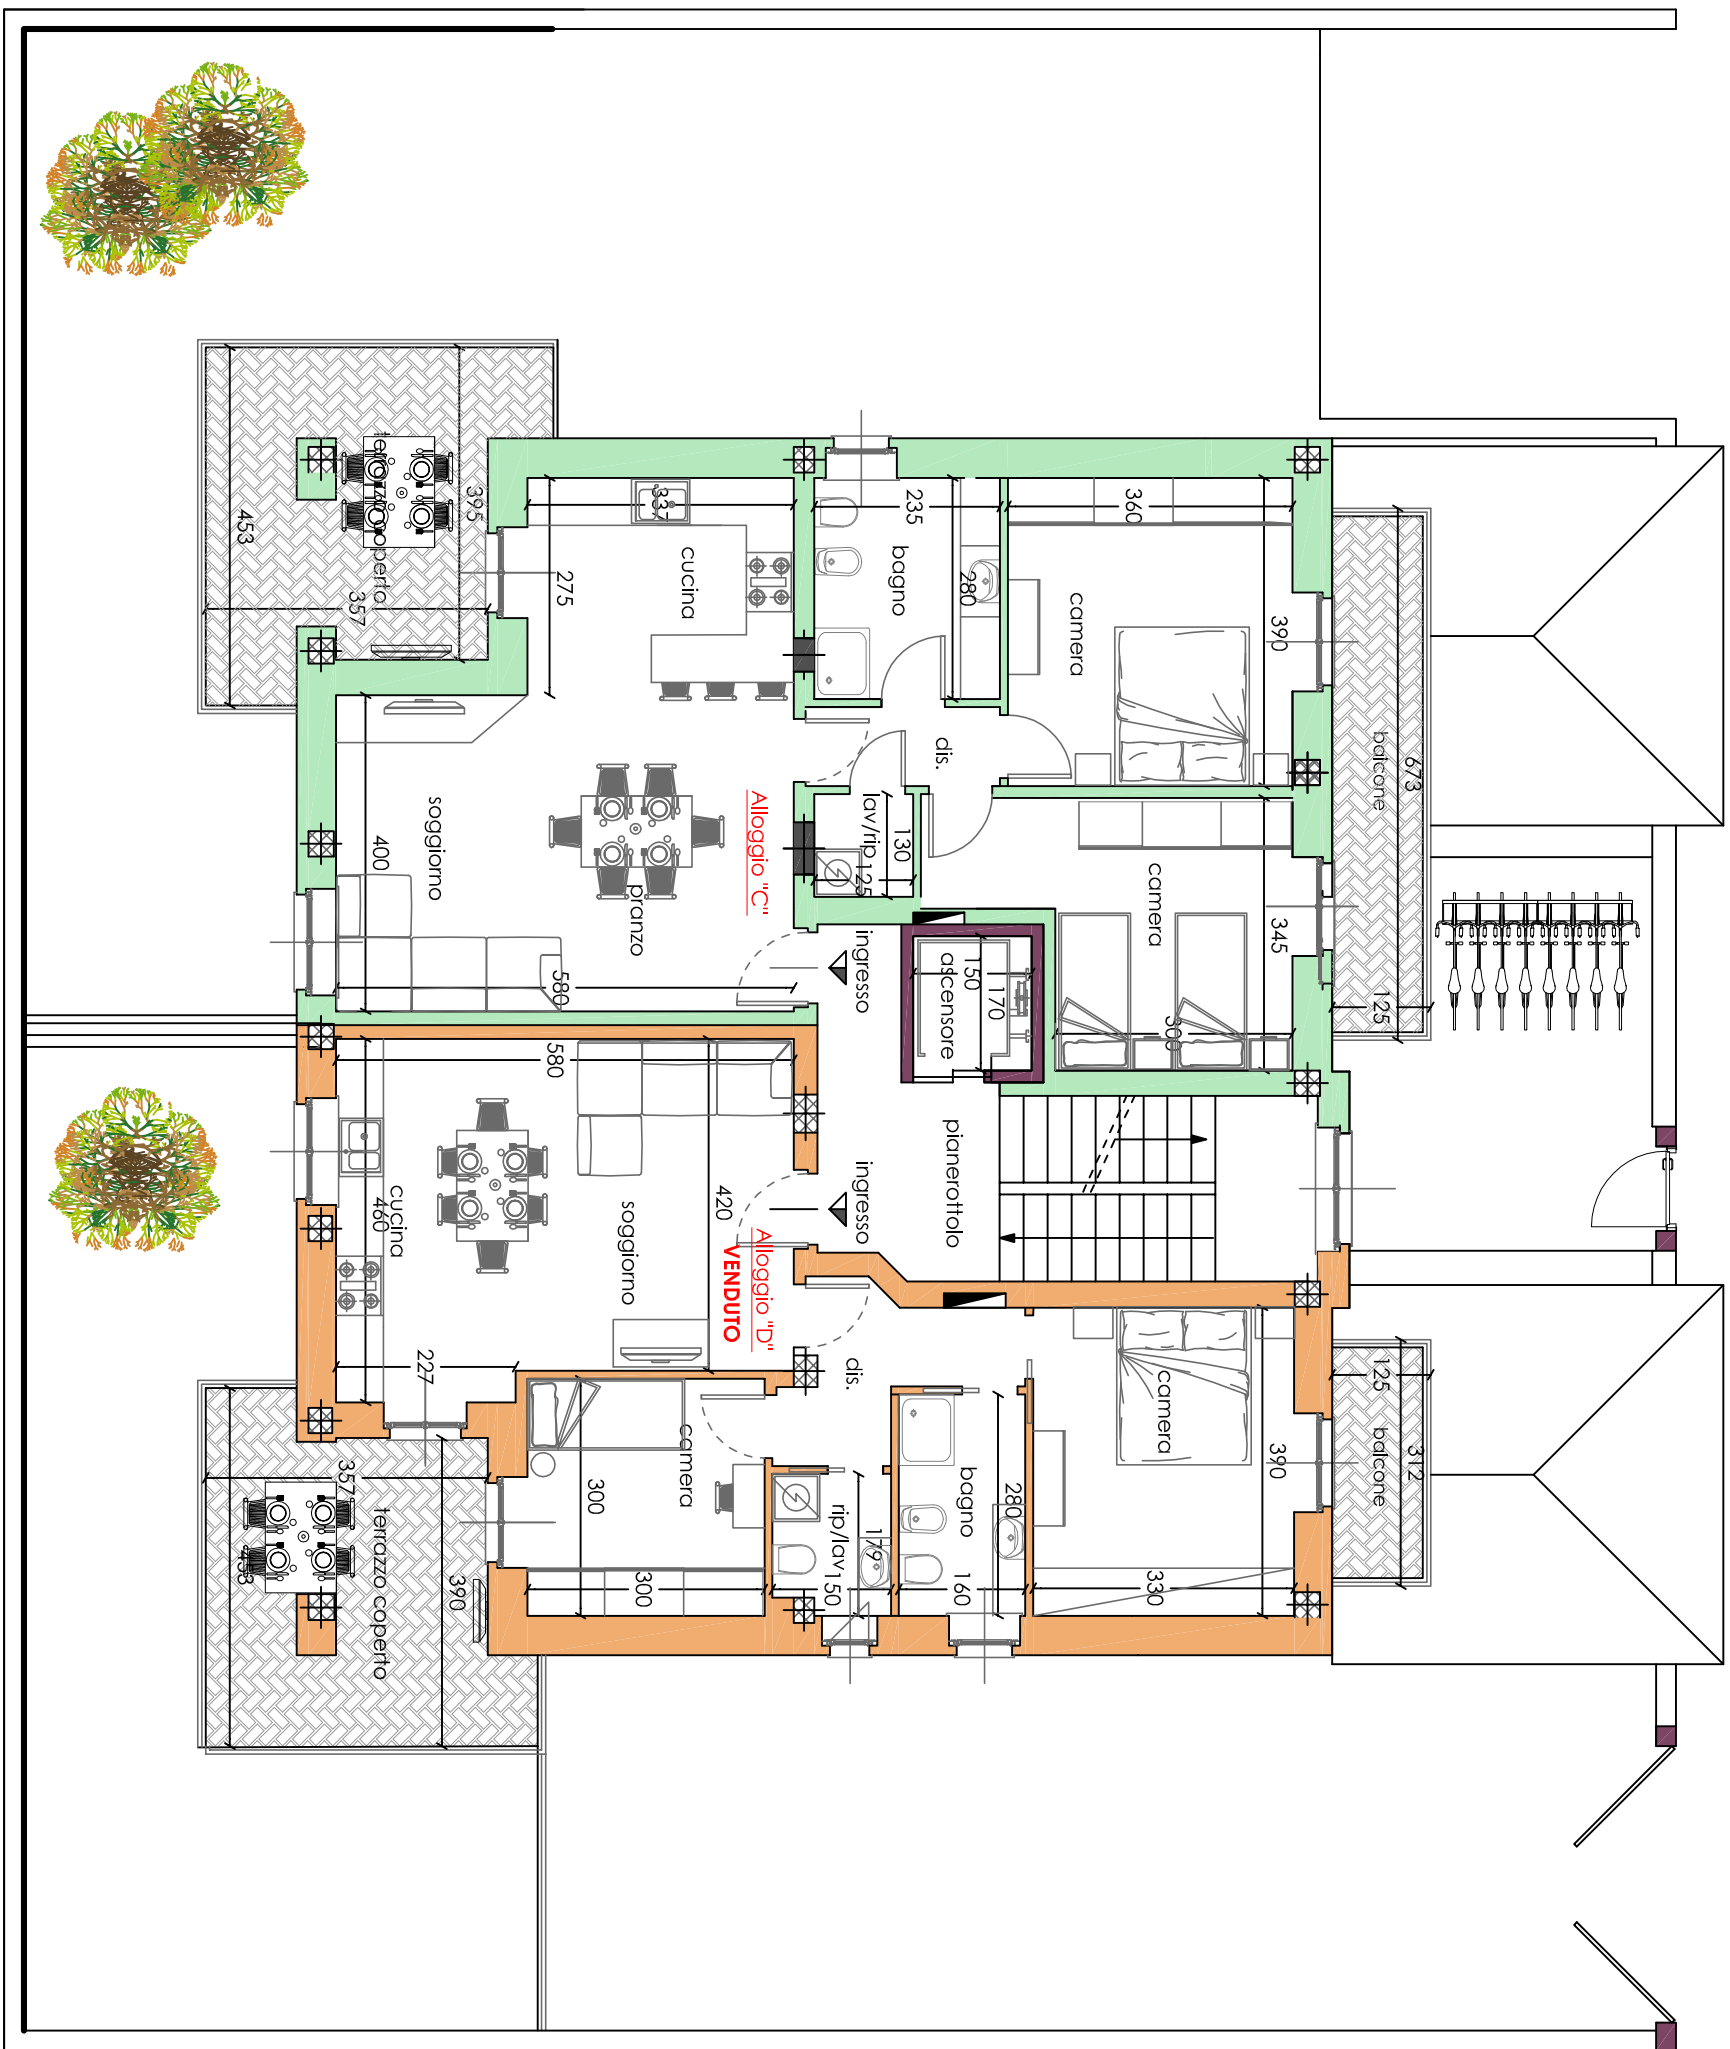 terrazzo coperto
453
395
357
275
337
cucina
235
bagno
280
360
camera
390
balcone
673
125
soggiorno
400
pranzo
580
Alloggio "C"
dis.
lav/rip
130
125
camera
345
300
ingresso
ascensore
150
170
pianerottolo
ingresso
580
420
soggiorno
cucina
460
227
Alloggio "D"
VENDUTO
dis.
camera
300
300
rip/lav
179
150
bagno
280
160
camera
390
330
balcone
312
125
terrazzo coperto
357
453
390